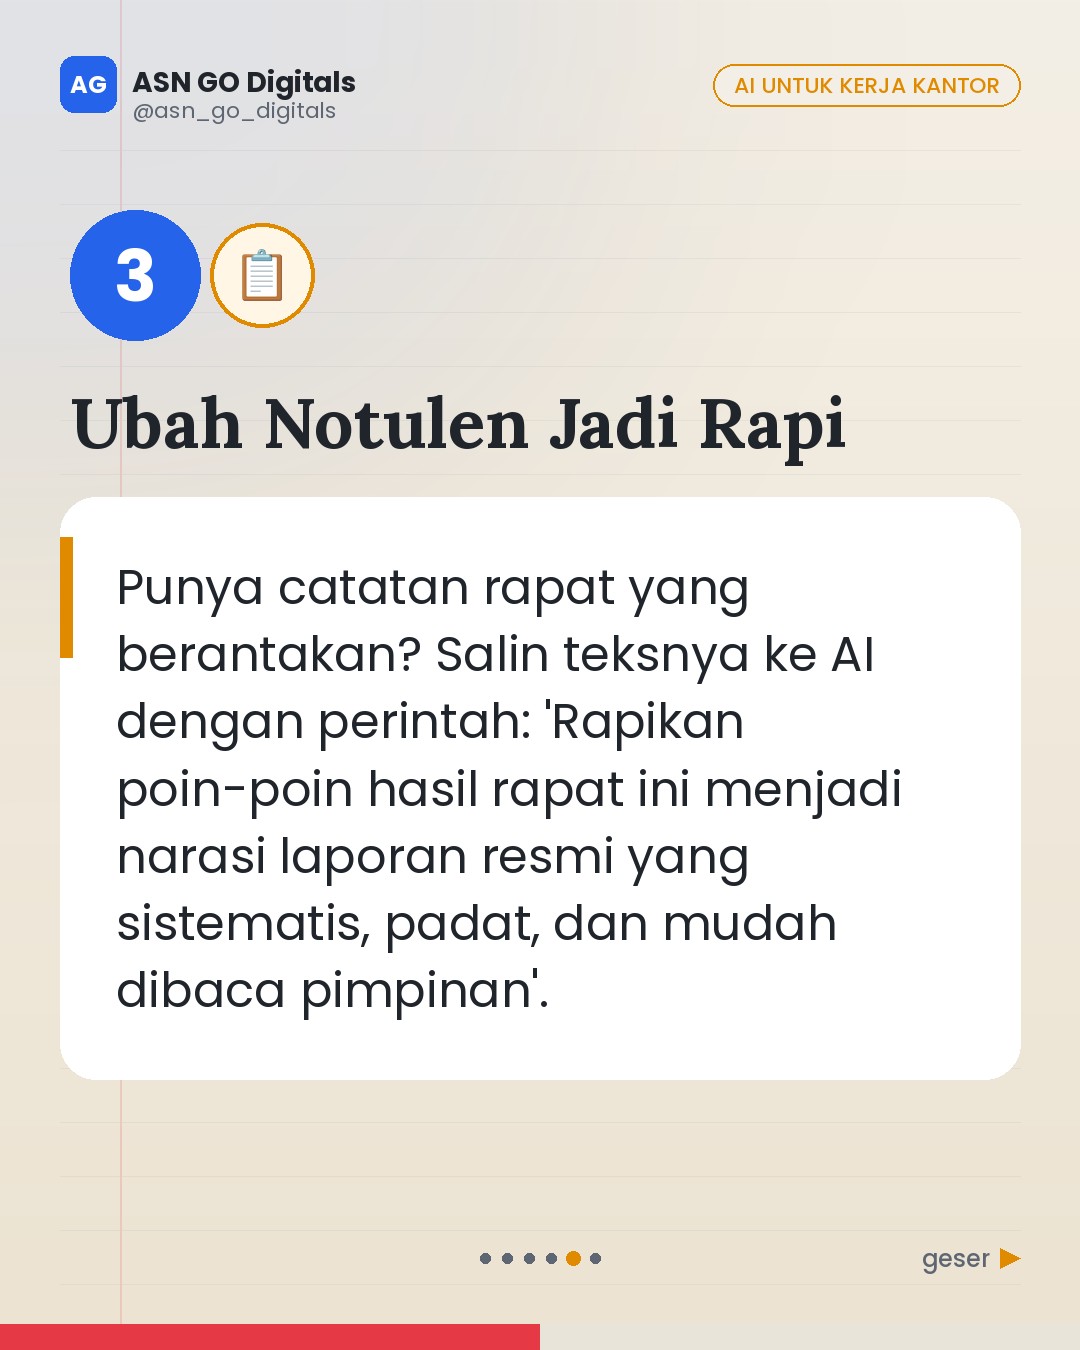 AG
ASN GO Digitals
@asn_go_digitals
AI UNTUK KERJA KANTOR
3
Ubah Notulen Jadi Rapi
Punya catatan rapat yang
berantakan? Salin teksnya ke AI
dengan perintah: 'Rapikan
poin-poin hasil rapat ini menjadi
narasi laporan resmi yang
sistematis, padat, dan mudah
dibaca pimpinan'.
geser